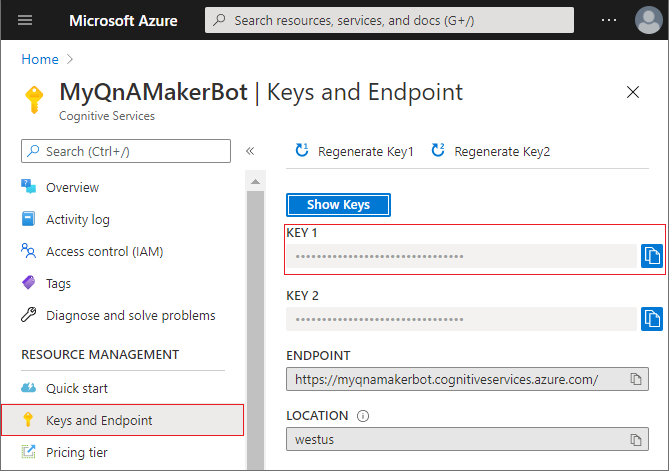 Microsoft Azure
Search resources, services, and docs (G+/)
Home
MyQnAMakerBot | Keys and Endpoint
Cognitive Services
Search (Ctrl+/)
Overview
Activity log
Access control (IAM)
Tags
Diagnose and solve problems
RESOURCE MANAGEMENT
Quick start
Keys and Endpoint
Pricing tier
Regenerate Key1
Regenerate Key2
Show Keys
KEY 1
••••••••••••••••••••••••••••••••
KEY 2
••••••••••••••••••••••••••••••••
ENDPOINT
https://myqnamakerbot.cognitiveservices.azure.com/
LOCATION
westus